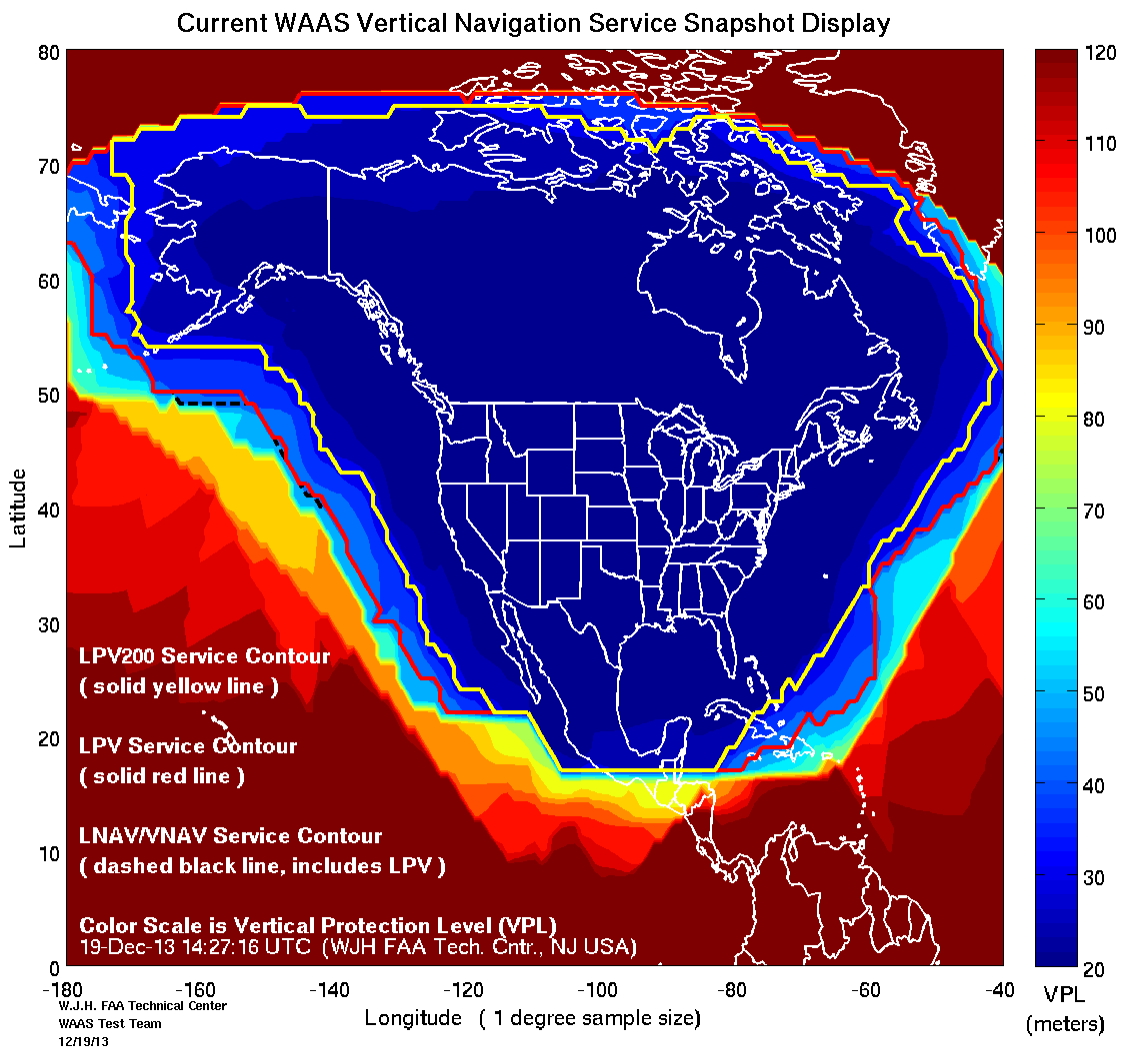 Current WAAS Vertical Navigation Service Snapshot Display
80
70
60
50
40
30
20
10
0
Latitude
-180
-160
-140
-120
-100
-80
-60
-40
Longitude ( 1 degree sample size)
LPV200 Service Contour
( solid yellow line )
LPV Service Contour
( solid red line )
LNAV/VNAV Service Contour
( dashed black line, includes LPV )
Color Scale is Vertical Protection Level (VPL)
19-Dec-13 14:27:16 UTC (WJH FAA Tech. Cntr., NJ USA)
W.J.H. FAA Technical Center
WAAS Test Team
12/19/13
120
110
100
90
80
70
60
50
40
30
20
VPL
(meters)